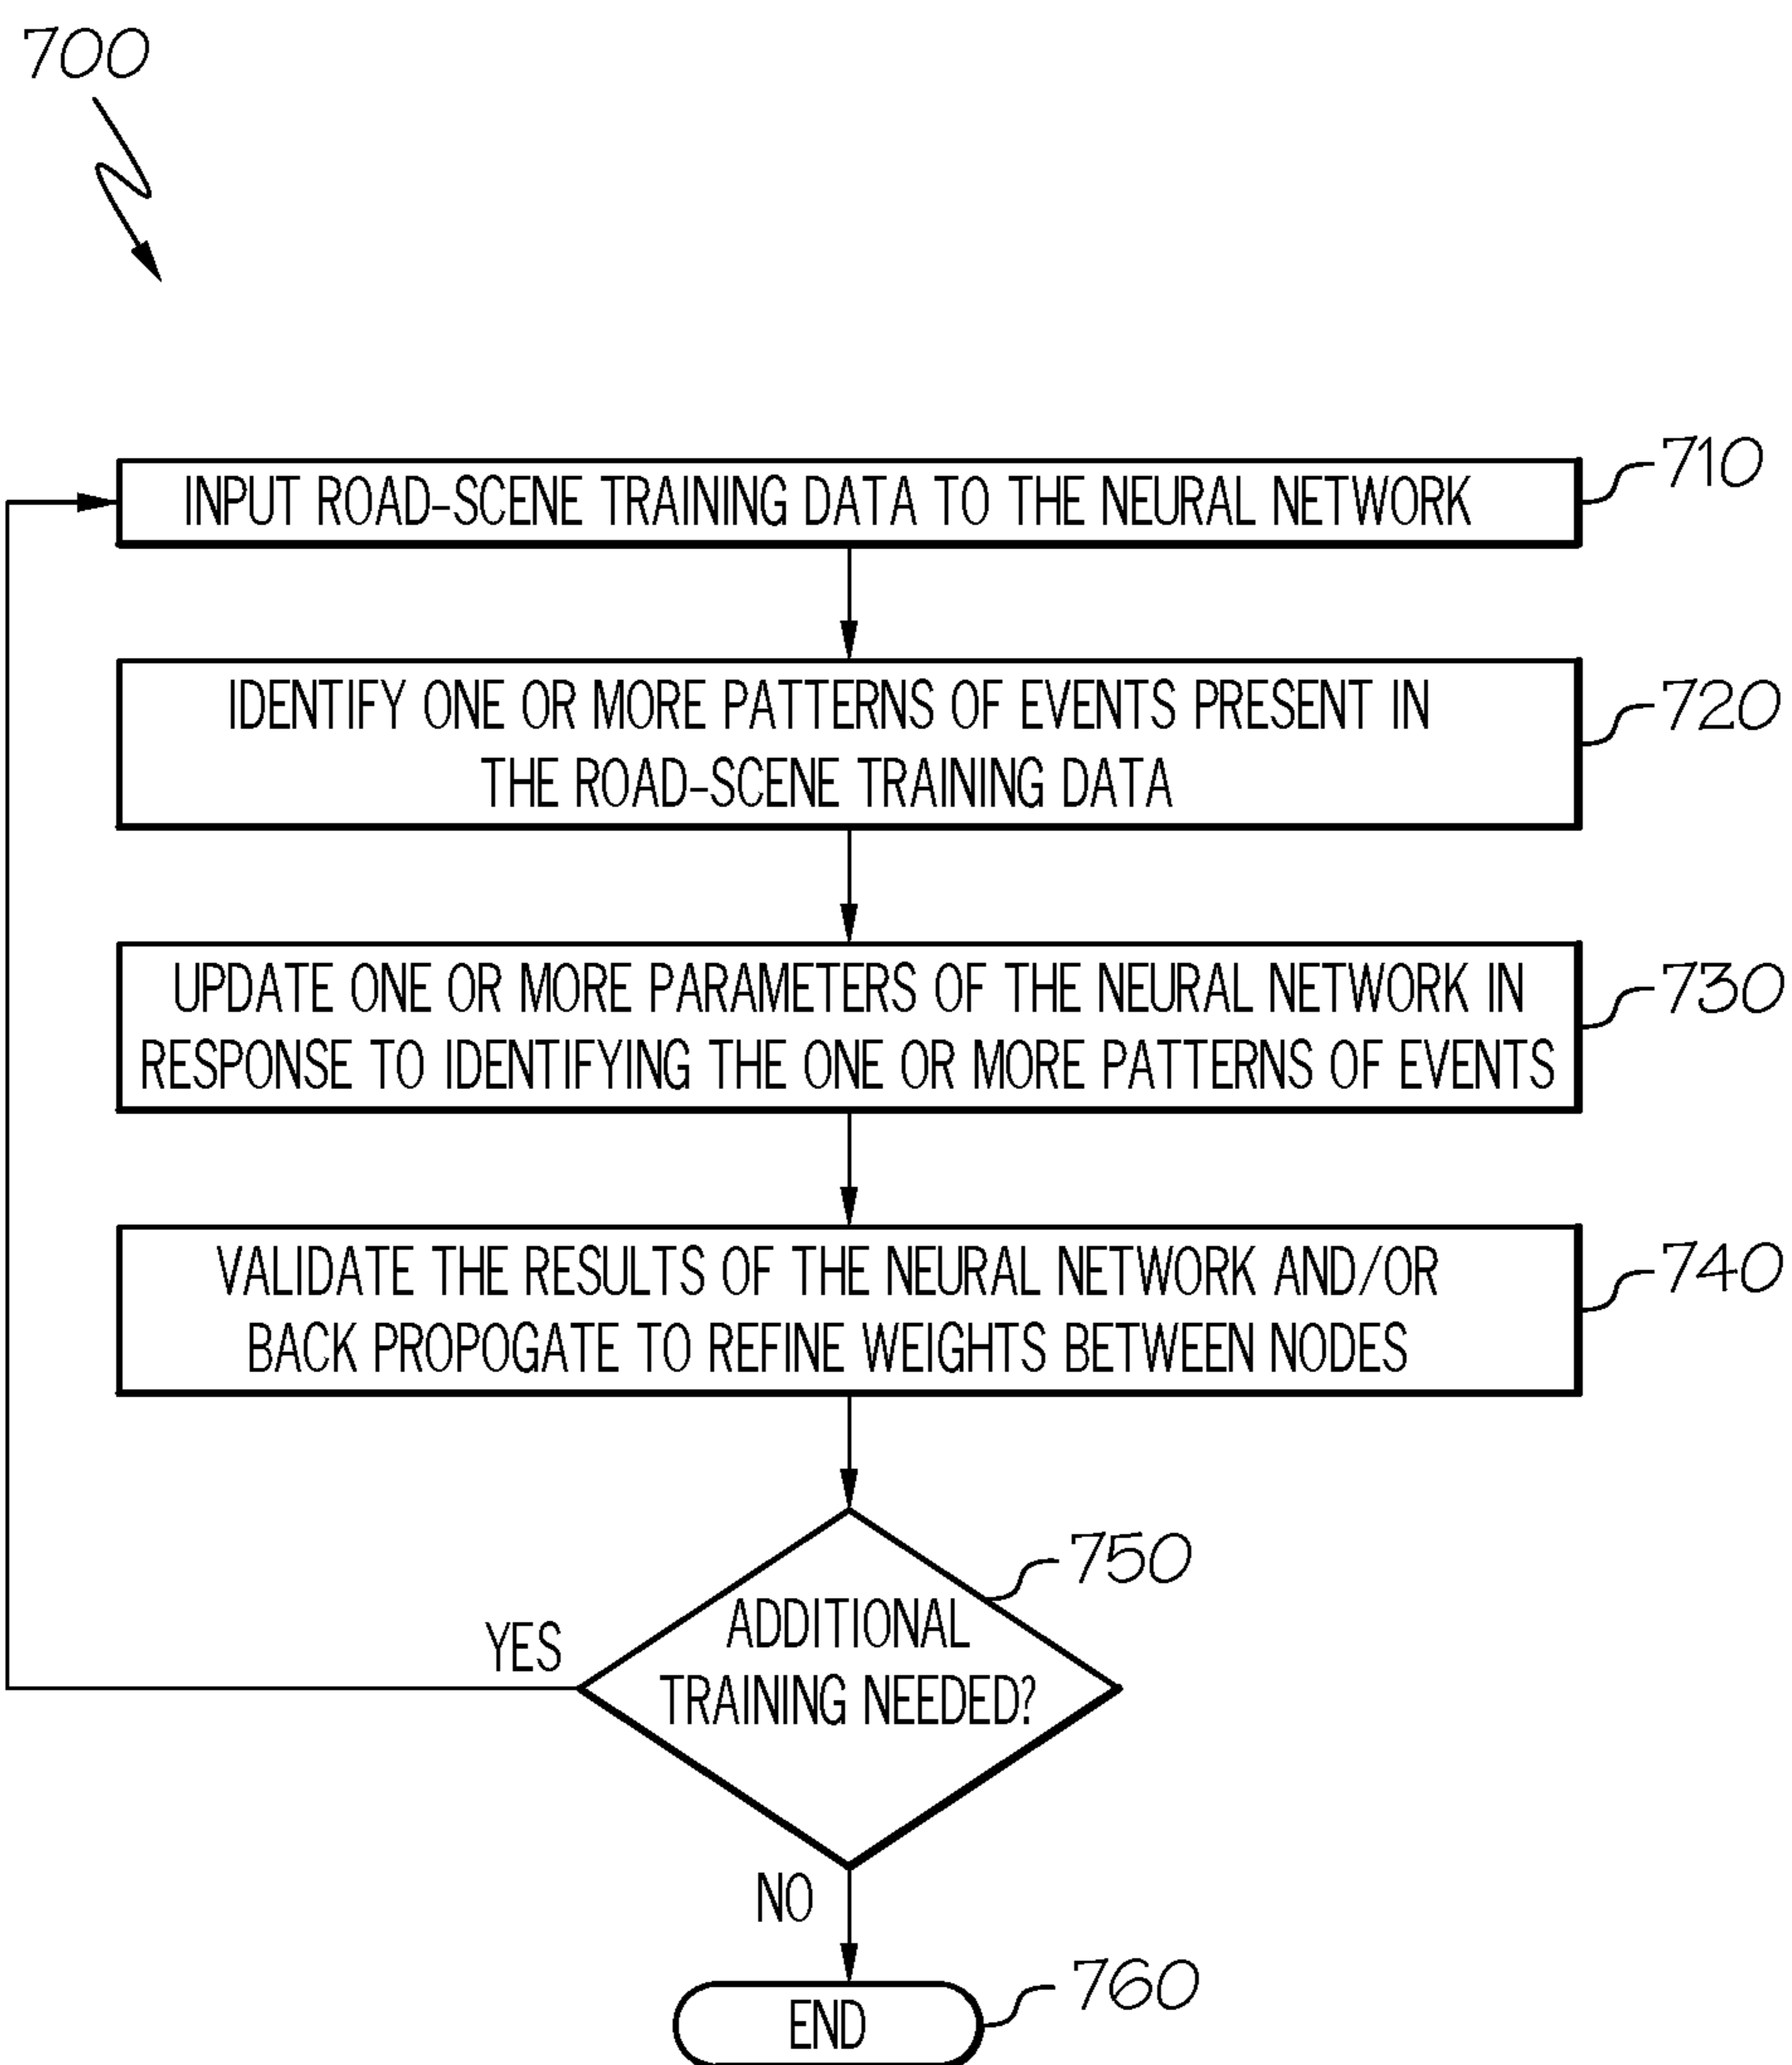 700
INPUT ROAD-SCENE TRAINING DATA TO THE NEURAL NETWORK
710
IDENTIFY ONE OR MORE PATTERNS OF EVENTS PRESENT IN
THE ROAD-SCENE TRAINING DATA
720
UPDATE ONE OR MORE PARAMETERS OF THE NEURAL NETWORK IN
RESPONSE TO IDENTIFYING THE ONE OR MORE PATTERNS OF EVENTS
730
VALIDATE THE RESULTS OF THE NEURAL NETWORK AND/OR
BACK PROPOGATE TO REFINE WEIGHTS BETWEEN NODES
740
ADDITIONAL
TRAINING NEEDED?
750
YES
NO
END
760